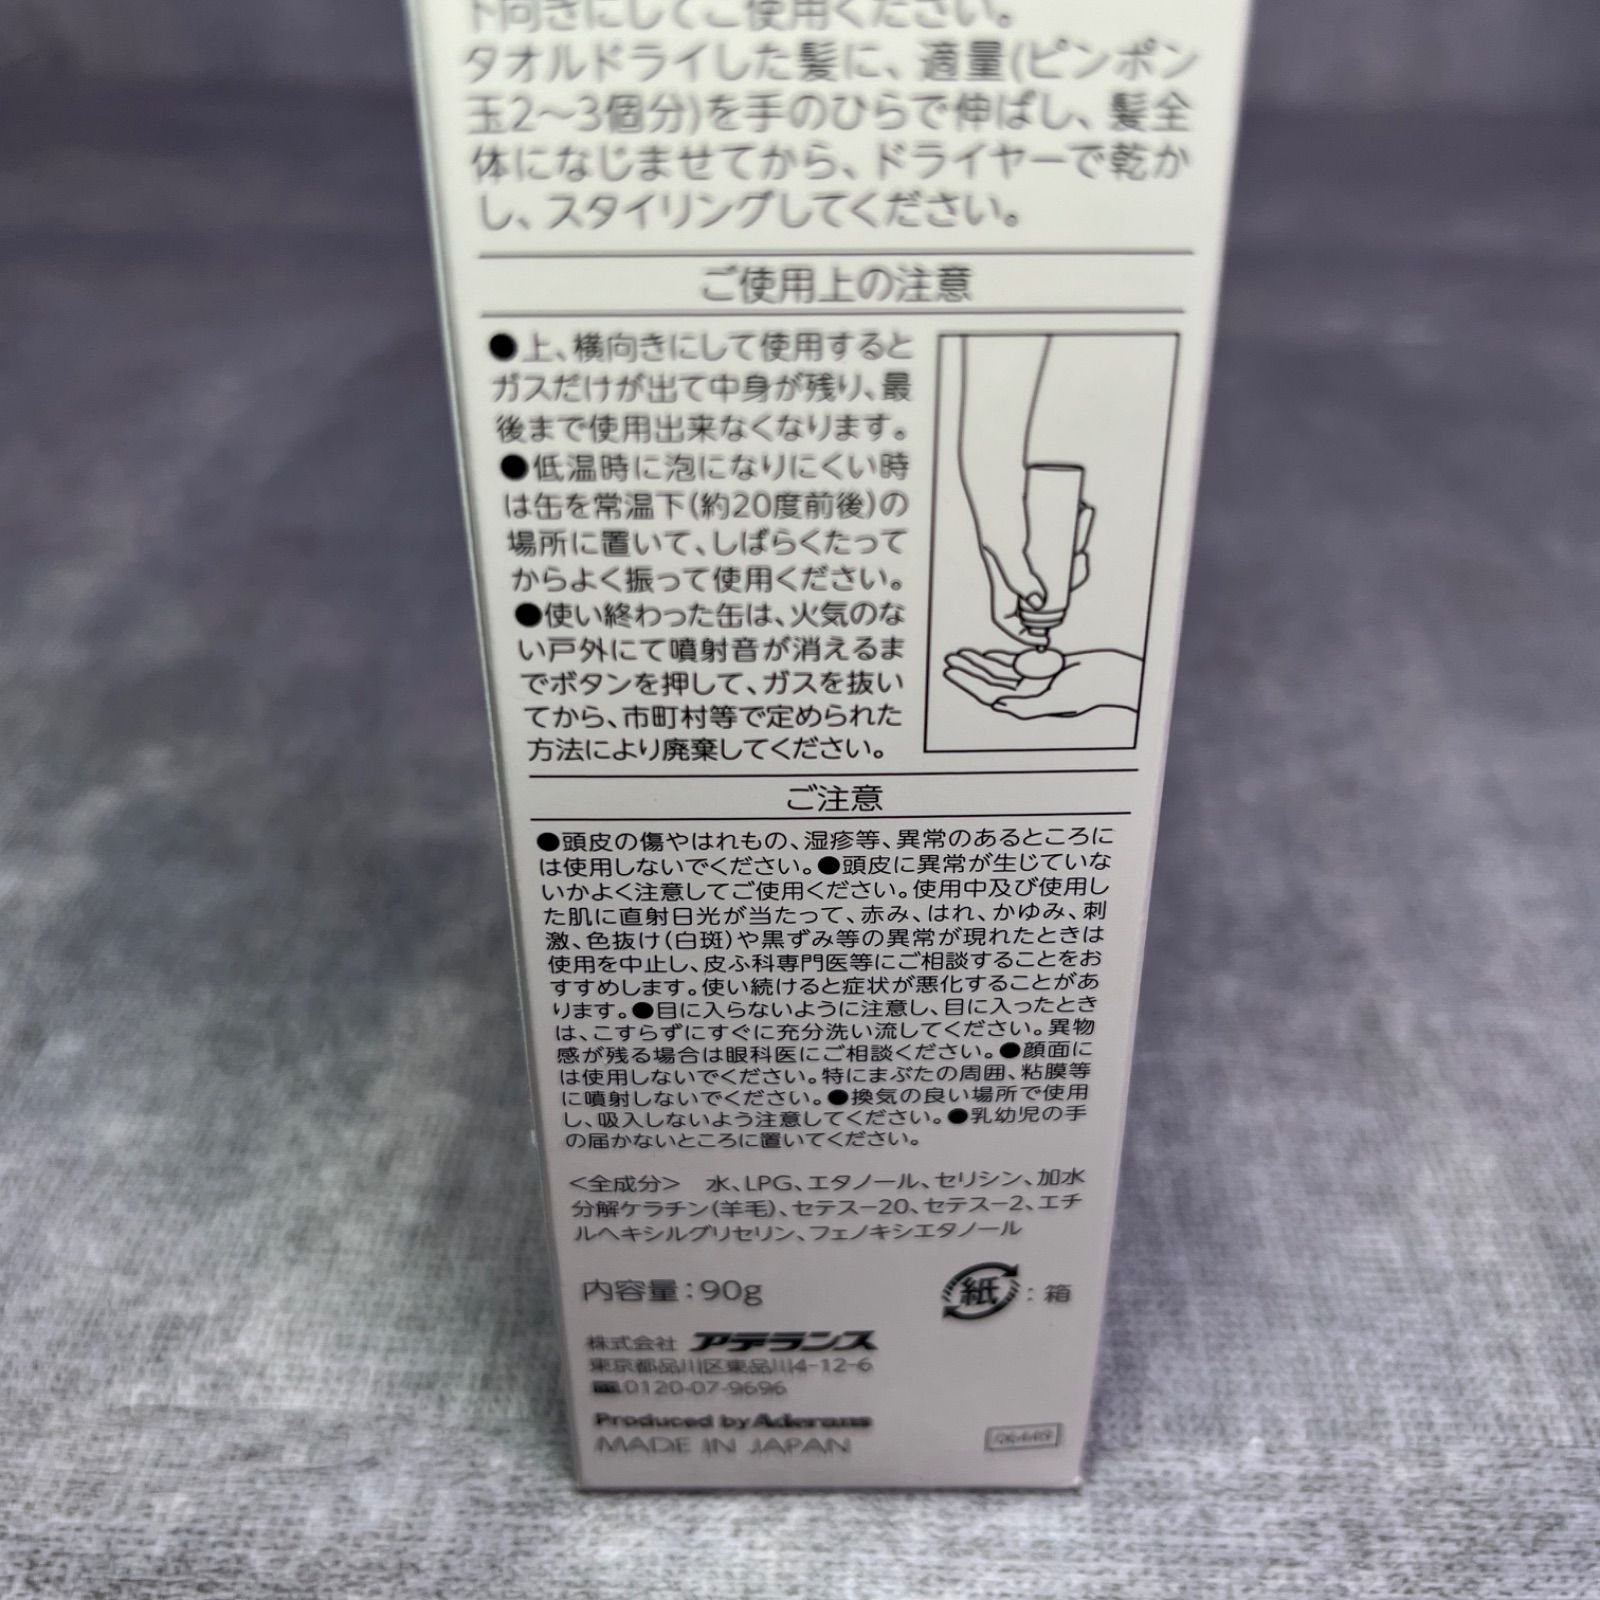 下向きにしてご使用ください。
タオルドライした髪に、適量(ピンポン
玉2〜3個分)を手のひらで伸ばし、髪全
体になじませてから、ドライヤーで乾か
し、スタイリングしてください。
ご使用上の注意
●上、横向きにして使用すると
ガスだけが出て中身が残り、最
後まで使用出来なくなります。
●低温時に泡になりにくい時
は缶を常温下(約20度前後)の
場所に置いて、しばらくたって
からよく振って使用ください。
●使い終わった缶は、火気のな
い戸外にて噴射音が消えるま
でボタンを押して、ガスを抜い
てから、市町村等で定められた
方法により廃棄してください。
ご注意
●頭皮の傷やはれもの、湿疹等、異常のあるところに
は使用しないでください。●頭皮に異常が生じていな
いかよく注意してご使用ください。使用中及び使用し
た肌に直射日光が当たって、赤み、はれ、かゆみ、刺
激、色抜け(白斑)や黒ずみ等の異常が現れたときは
使用を中止し、皮ふ科専門医等にご相談することをお
すすめします。使い続けると症状が悪化することがあ
ります。●目に入らないように注意し、目に入ったとき
は、こすらずにすぐに充分洗い流してください。異物
感が残る場合は眼科医にご相談ください。●顔面に
は使用しないでください。特にまぶたの周囲、粘膜等
に噴射しないでください。●換気の良い場所で使用
し、吸入しないよう注意してください。●乳幼児の手
の届かないところに置いてください。
<全成分> 水、LPG、エタノール、セリシン、加水
分解ケラチン(羊毛)、セテス-20、セテス-2、エチ
ルヘキシルグリセリン、フェノキシエタノール
内容量：90g
紙：箱
株式会社 アデランス
東京都品川区東品川4-12-6
0120-07-9696
Produced by Aderans
MADE IN JAPAN